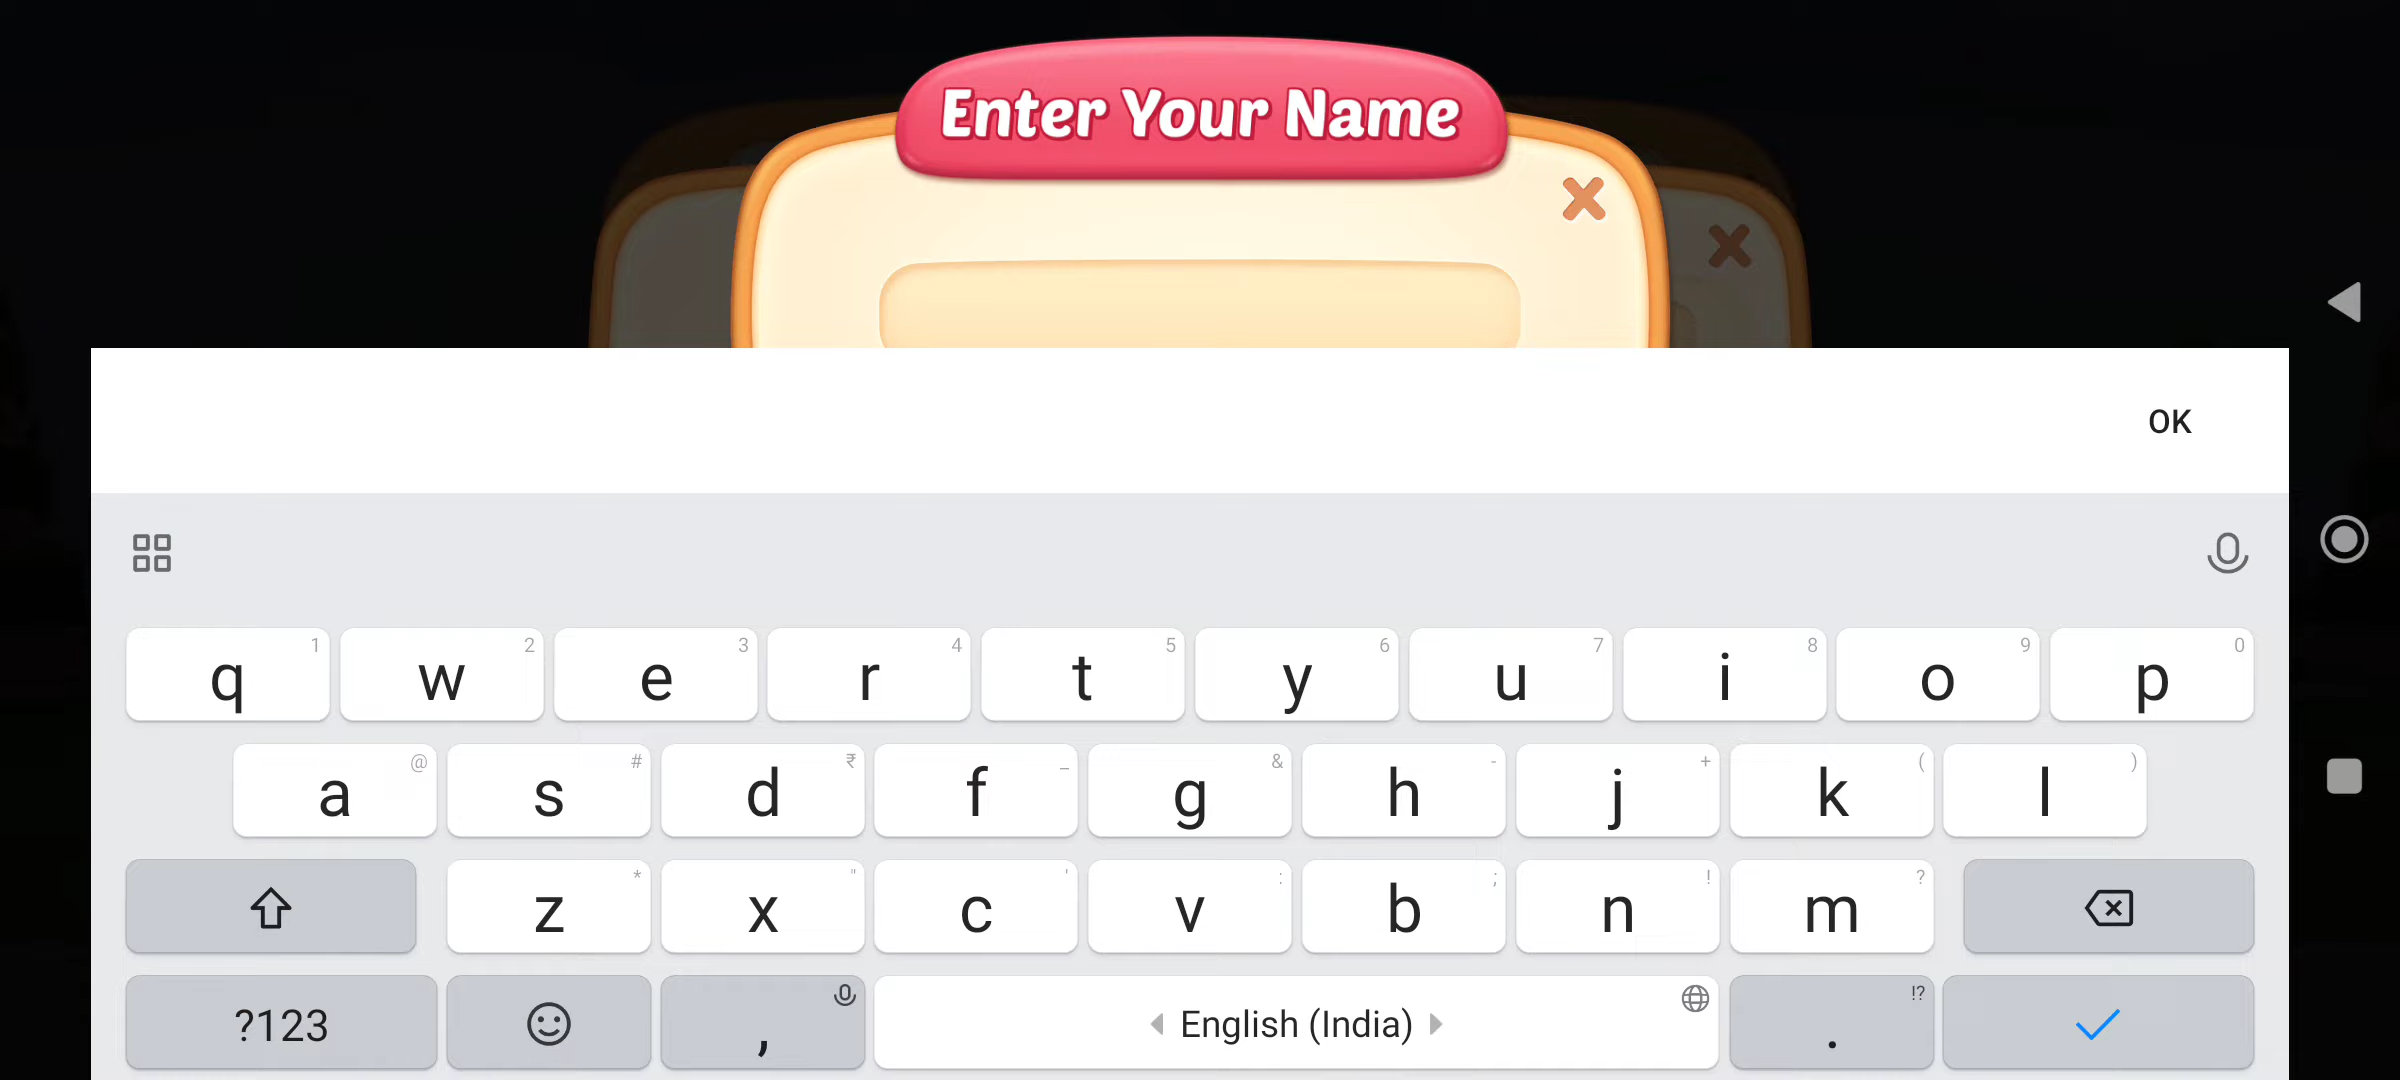 Enter Your Name
OK
q 1 w 2 e 3 r 4 t 5 y 6 u 7 i 8 o 9 p 0
a @ s # d ₹ f _ g & h - j + k ( l )
z * x " c ' v : b ; n ! m ?
?123 , English (India) . !?